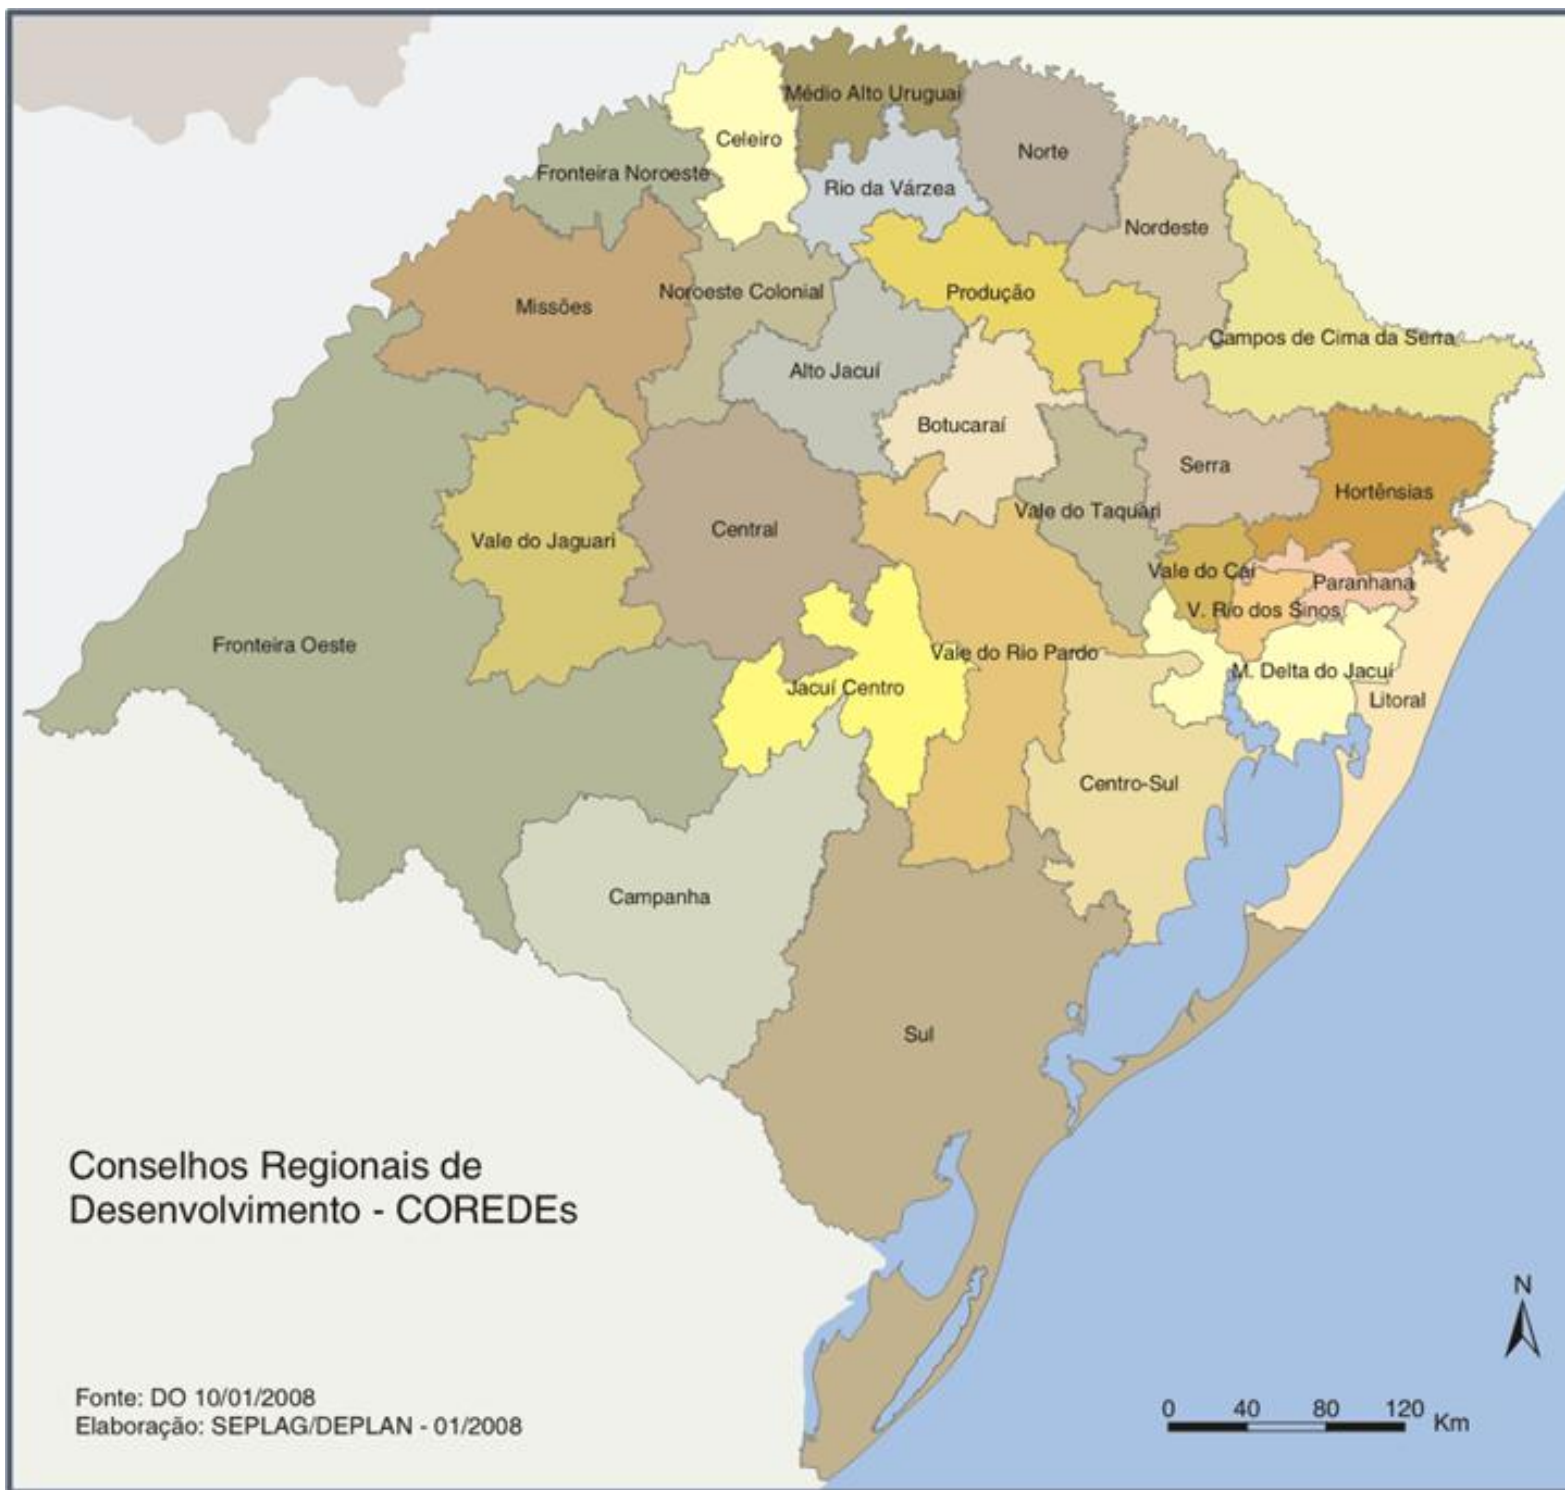 Médio Alto Uruguai
Celeiro
Norte
Fronteira Noroeste
Rio da Várzea
Nordeste
Noroeste Colonial
Produção
Missões
Campos de Cima da Serra
Alto Jacuí
Botucaraí
Serra
Hortênsias
Vale do Taquari
Central
Vale do Jaguari
Vale do Caí
Paranhana
V. Rio dos Sinos
Fronteira Oeste
Vale do Rio Pardo
M. Delta do Jacuí
Jacuí Centro
Litoral
Centro-Sul
Campanha
Sul
Conselhos Regionais de
Desenvolvimento - COREDEs
N
Fonte: DO 10/01/2008
Elaboração: SEPLAG/DEPLAN - 01/2008
0 40 80 120 Km